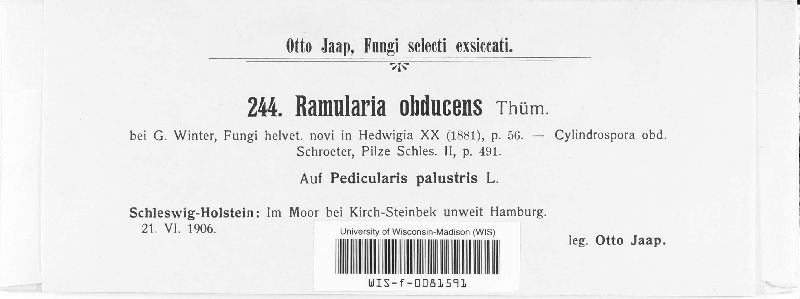 Otto Jaap, Fungi selecti exsiccati.
244. Ramularia obducens Thüm.
bei G. Winter, Fungi helvet. novi in Hedwigia XX (1881), p. 56. — Cylindrospora obd.
Schroeter, Pilze Schles. II, p. 491.
Auf Pedicularis palustris L.
Schleswig-Holstein: Im Moor bei Kirch-Steinbek unweit Hamburg.
21. VI. 1906.
leg. Otto Jaap.
University of Wisconsin-Madison (WIS)
WIS-f-0081591